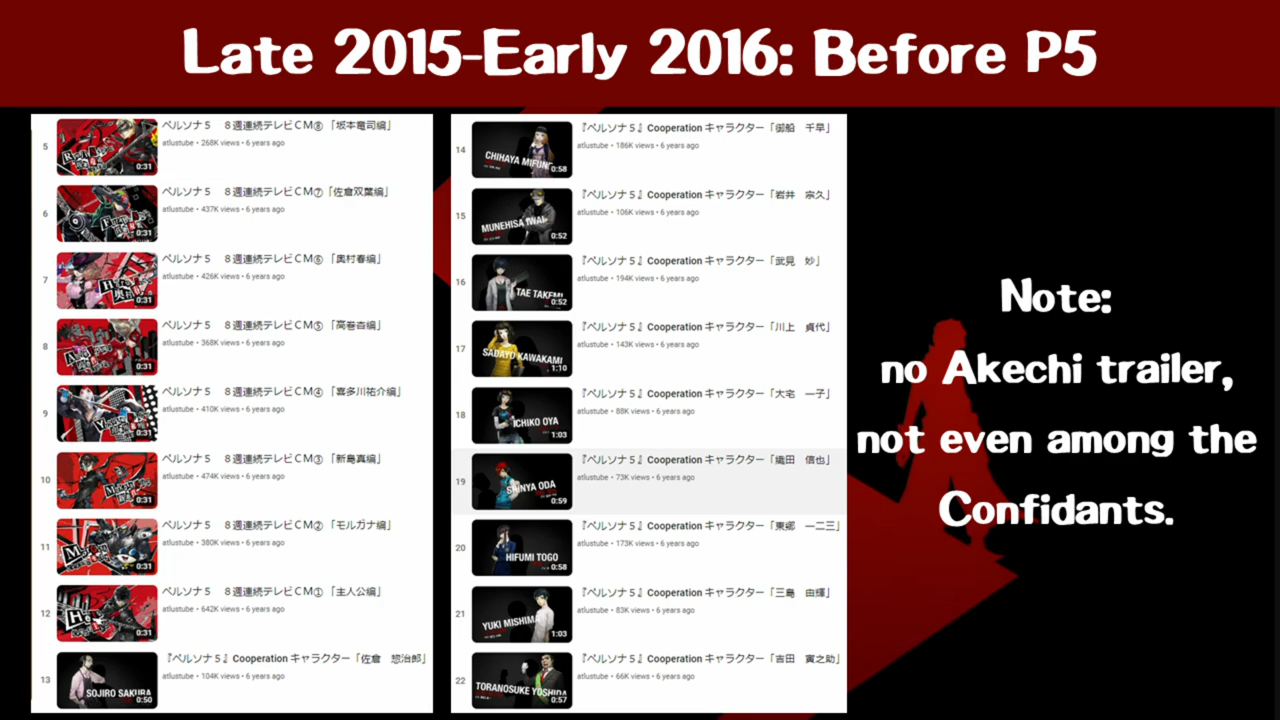 Late 2015-Early 2016: Before P5
5
ペルソナ５　８週連続テレビＣＭ⑧「坂本竜司編」
atlustube • 268K views • 6 years ago
0:31
6
ペルソナ５　８週連続テレビＣＭ⑦「佐倉双葉編」
atlustube • 437K views • 6 years ago
0:31
7
ペルソナ５　８週連続テレビＣＭ⑥「奥村春編」
atlustube • 426K views • 6 years ago
0:31
8
ペルソナ５　８週連続テレビＣＭ⑤「高巻杏編」
atlustube • 368K views • 6 years ago
0:31
9
ペルソナ５　８週連続テレビＣＭ④「喜多川祐介編」
atlustube • 410K views • 6 years ago
0:31
10
ペルソナ５　８週連続テレビＣＭ③「新島真編」
atlustube • 474K views • 6 years ago
0:31
11
ペルソナ５　８週連続テレビＣＭ②「モルガナ編」
atlustube • 380K views • 6 years ago
0:31
12
ペルソナ５　８週連続テレビＣＭ①「主人公編」
atlustube • 642K views • 6 years ago
0:31
13
『ペルソナ５』Cooperation キャラクター「佐倉　惣治郎」
atlustube • 104K views • 6 years ago
SOJIRO SAKURA
0:50
14
『ペルソナ５』Cooperation キャラクター「御船　千早」
atlustube • 186K views • 6 years ago
CHIHAYA MIFUNE
0:58
15
『ペルソナ５』Cooperation キャラクター「岩井　宗久」
atlustube • 106K views • 6 years ago
MUNEHISA IWAI
0:52
16
『ペルソナ５』Cooperation キャラクター「武見　妙」
atlustube • 194K views • 6 years ago
TAE TAKEMI
0:52
17
『ペルソナ５』Cooperation キャラクター「川上　貞代」
atlustube • 143K views • 6 years ago
SADAYO KAWAKAMI
1:10
18
『ペルソナ５』Cooperation キャラクター「大宅　一子」
atlustube • 88K views • 6 years ago
ICHIKO OYA
1:03
19
『ペルソナ５』Cooperation キャラクター「織田　信也」
atlustube • 73K views • 6 years ago
SHINYA ODA
0:59
20
『ペルソナ５』Cooperation キャラクター「東郷　一二三」
atlustube • 173K views • 6 years ago
HIFUMI TOGO
0:58
21
『ペルソナ５』Cooperation キャラクター「三島　由輝」
atlustube • 83K views • 6 years ago
YUKI MISHIMA
1:03
22
『ペルソナ５』Cooperation キャラクター「吉田　寅之助」
atlustube • 66K views • 6 years ago
TORANOSUKE YOSHIDA
0:57
Note:
no Akechi trailer,
not even among the
Confidants.